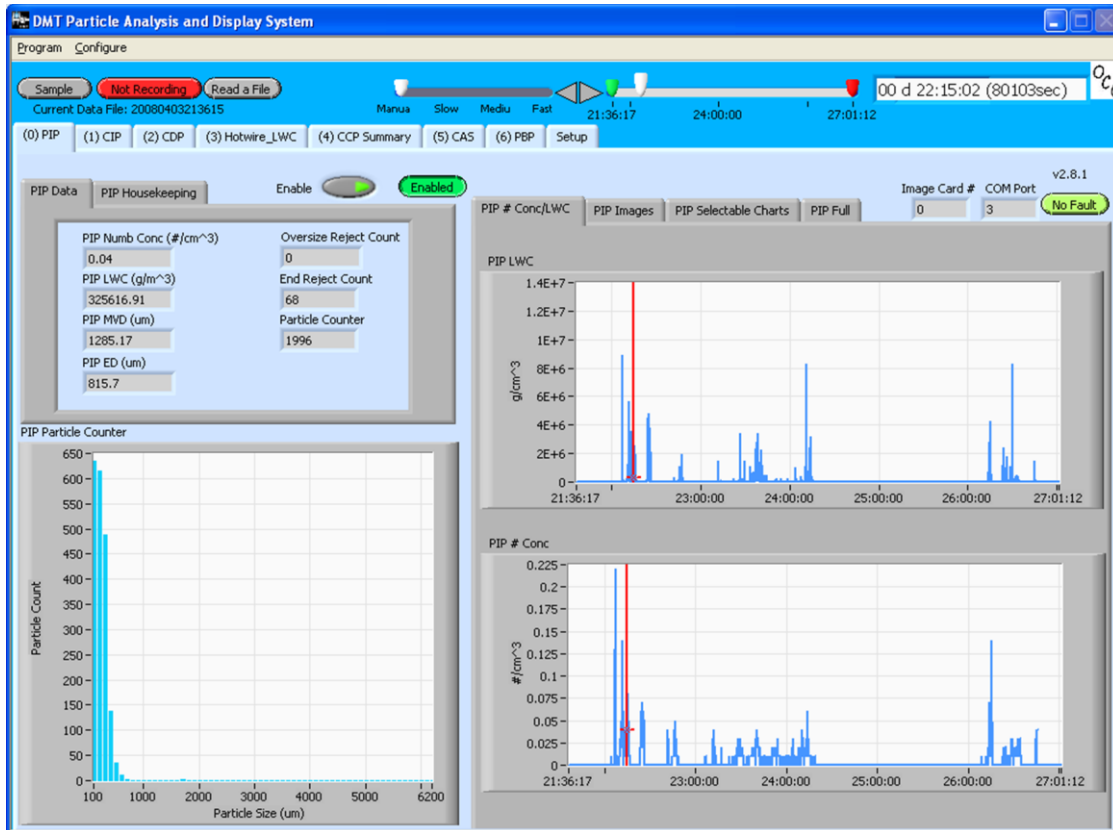 DMT Particle Analysis and Display System
Program Configure
Sample Not Recording Read a File
Current Data File: 20080403213615
Manua Slow Mediu Fast
21:36:17 24:00:00 27:01:12
00 d 22:15:02 (80103sec)
(0) PIP (1) CIP (2) CDP (3) Hotwire_LWC (4) CCP Summary (5) CAS (6) PBP Setup
v2.8.1
PIP Data PIP Housekeeping
Enable Enabled
Image Card # COM Port
0 3 No Fault
PIP # Conc/LWC PIP Images PIP Selectable Charts PIP Full
PIP Numb Conc (#/cm^3) Oversize Reject Count
0.04 0
PIP LWC (g/m^3) End Reject Count
325616.91 68
PIP MVD (um) Particle Counter
1285.17 1996
PIP ED (um)
815.7
PIP Particle Counter
650
600
550
500
450
400
350
300
250
200
150
100
50
0
Particle Count
100 1000 2000 3000 4000 5000 6200
Particle Size (um)
PIP LWC
1.4E+7
1.2E+7
1E+7
8E+6
6E+6
4E+6
2E+6
0
g/cm^3
21:36:17 23:00:00 24:00:00 25:00:00 26:00:00 27:01:12
PIP # Conc
0.225
0.2
0.175
0.15
0.125
0.1
0.075
0.05
0.025
0
#/cm^3
21:36:17 23:00:00 24:00:00 25:00:00 26:00:00 27:01:12